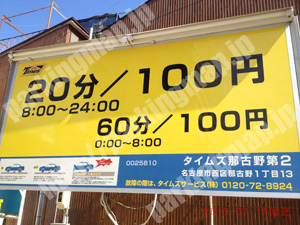 Times
20分／100円
8:00〜24:00
60分／100円
0:00〜8:00
0025810
タイムズ那古野第2
名古屋市西区那古野1丁目13
故障の際は、タイムズサービス(株) 0120-72-8924